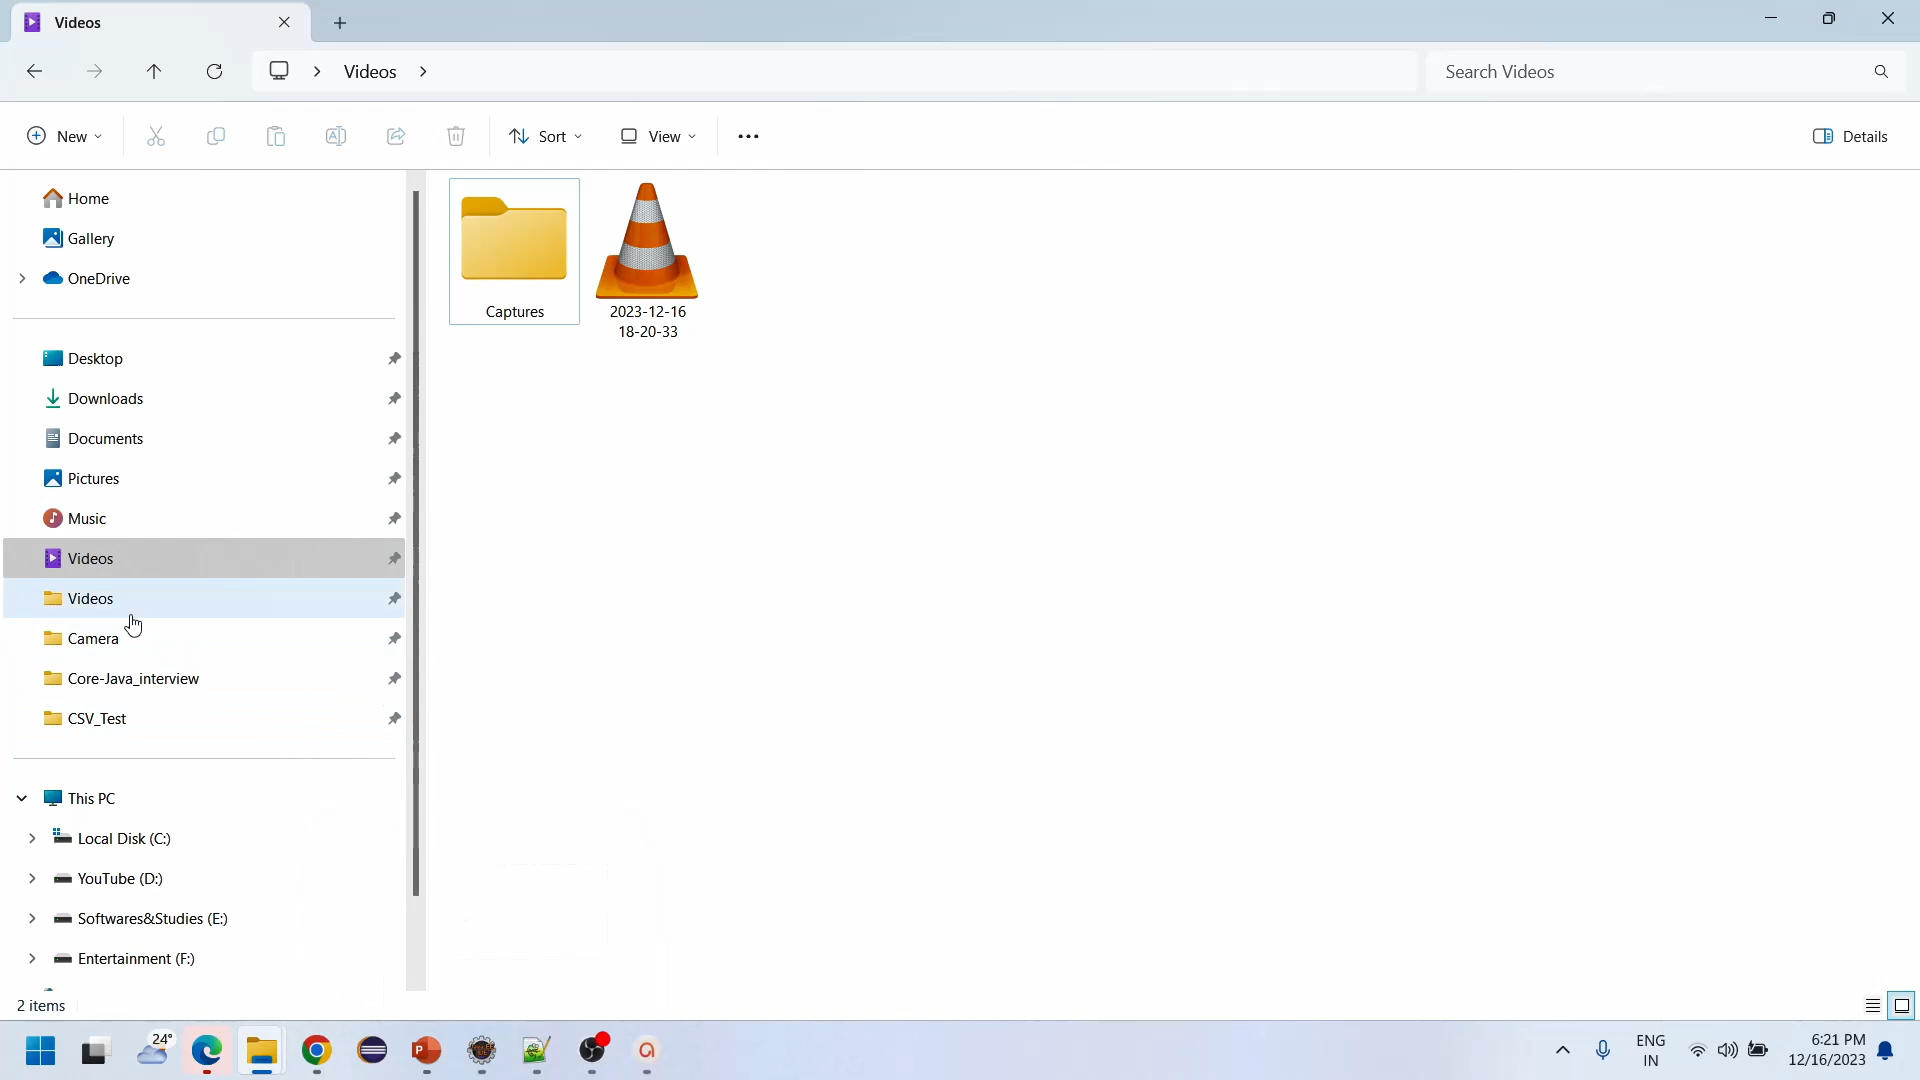 Videos
Videos
Search Videos
New
Sort
View
Details
Home
Gallery
OneDrive
Desktop
Downloads
Documents
Pictures
Music
Videos
Videos
Camera
Core-Java_interview
CSV_Test
This PC
Local Disk (C:)
YouTube (D:)
Softwares&Studies (E:)
Entertainment (F:)
Captures
2023-12-16
18-20-33
2 items
24°
ENG
IN
6:21 PM
12/16/2023